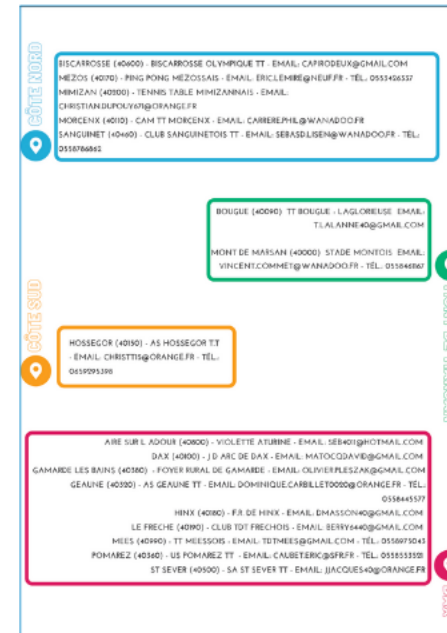 CÔTE NORD
BISCARROSSE (40600) - BISCARROSSE OLYMPIQUE TT - EMAIL: CAPIRODEUX@GMAIL.COM
MEZOS (40170) - PING PONG MEZOSSAIS - EMAIL: ERIC.LEMIRE@NEUF.FR - TÉL.: 0553426537
MIMIZAN (40200) - TENNIS TABLE MIMIZANNAIS - EMAIL:
CHRISTIAN.DUPOUY671@ORANGE.FR
MORCENX - (40110) - CAM TT MORCENX - EMAIL: CARRERE.PHIL@WANADOO.FR
SANGUINET (40460) - CLUB SANGUINETOIS TT - EMAIL: SEBASD.LISEN@WANADOO.FR - TÉL.:
0558786862
BOUGUE (40090) TT BOUGUE - LAGLORIEUSE EMAIL:
T.LALANNE40@GMAIL.COM
MONT DE MARSAN (40000) STADE MONTOIS EMAIL:
VINCENT.COMMET@WANADOO.FR - TÉL.: 0558461167
CÔTE SUD
HOSSEGOR (40150) - AS HOSSEGOR T.T
- EMAIL: CHRISTTIS@ORANGE.FR - TÉL.:
0659295398
AIRE SUR L ADOUR (40800) - VIOLETTE ATURINE - EMAIL: SEB4011@HOTMAIL.COM
DAX (40100) - J D ARC DE DAX - EMAIL: MATOCQDAVID@GMAIL.COM
GAMARDE LES BAINS (40380) - FOYER RURAL DE GAMARDE - EMAIL: OLIVIERPLESZAK@GMAIL.COM
GEAUNE (40320) - AS GEAUNE TT - EMAIL: DOMINIQUE.CARBILLET0020@ORANGE.FR - TÉL.:
0558445577
HINX (40180) - F.R. DE HINX - EMAIL: DMASSON40@GMAIL.COM
LE FRECHE (40190) - CLUB TDT FRECHOIS - EMAIL: BERRY6440@GMAIL.COM
MEES (40990) - TT MEESSOIS - EMAIL: TDTMEES@GMAIL.COM - TÉL.: 0558975043
POMAREZ (40360) - US POMAREZ TT - EMAIL: CAUBET.ERIC@SFR.FR - TÉL.: 0558553521
ST SEVER (40500) - SA ST SEVER TT - EMAIL: JJACQUES40@ORANGE.FR